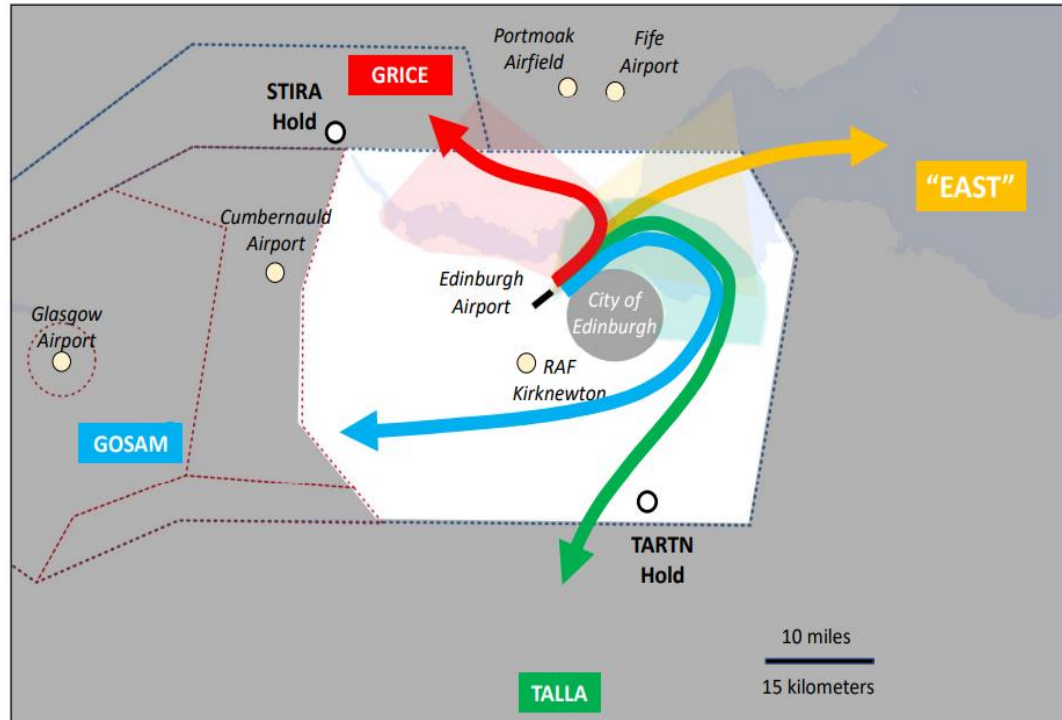 Portmoak
Airfield
Fife
Airport
GRICE
STIRA
Hold
"EAST"
Cumbernauld
Airport
Edinburgh
Airport
City of
Edinburgh
Glasgow
Airport
RAF
Kirknewton
GOSAM
TARTN
Hold
10 miles
15 kilometers
TALLA